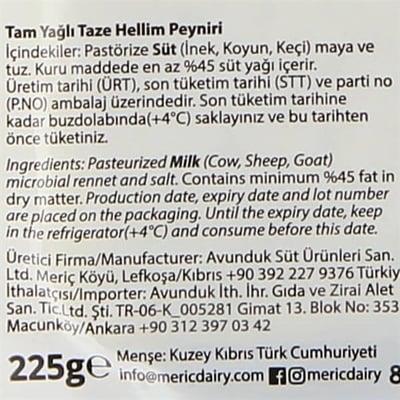 Tam Yağlı Taze Hellim Peyniri
İçindekiler: Pastörize Süt (İnek, Koyun, Keçi) maya ve
tuz. Kuru maddede en az %45 süt yağı içerir.
Üretim tarihi (ÜRT), son tüketim tarihi (STT) ve parti no
(P.NO) ambalaj üzerindedir. Son tüketim tarihine
kadar buzdolabında(+4°C) saklayınız ve bu tarihten
önce tüketiniz.
Ingredients: Pasteurized Milk (Cow, Sheep, Goat)
microbial rennet and salt. Contains minimum %45 fat in
dry matter. Production date, expiry date and lot number
are placed on the packaging. Until the expiry date, keep
in the refrigerator(+4°C) and consume before this date.
Üretici Firma/Manufacturer: Avunduk Süt Ürünleri San.
Ltd. Meriç Köyü, Lefkoşa/Kıbrıs +90 392 227 9376 Türkiy
İthalatçısı/Importer: Avunduk İth. İhr. Gıda ve Zirai Alet
San. Tic.Ltd. Şti. TR-06-K_005281 Gimat 13. Blok No: 353
Macunköy/Ankara +90 312 397 03 42
225g℮ Menşe: Kuzey Kıbrıs Türk Cumhuriyeti
info@mericdairy.com mericdairy 8